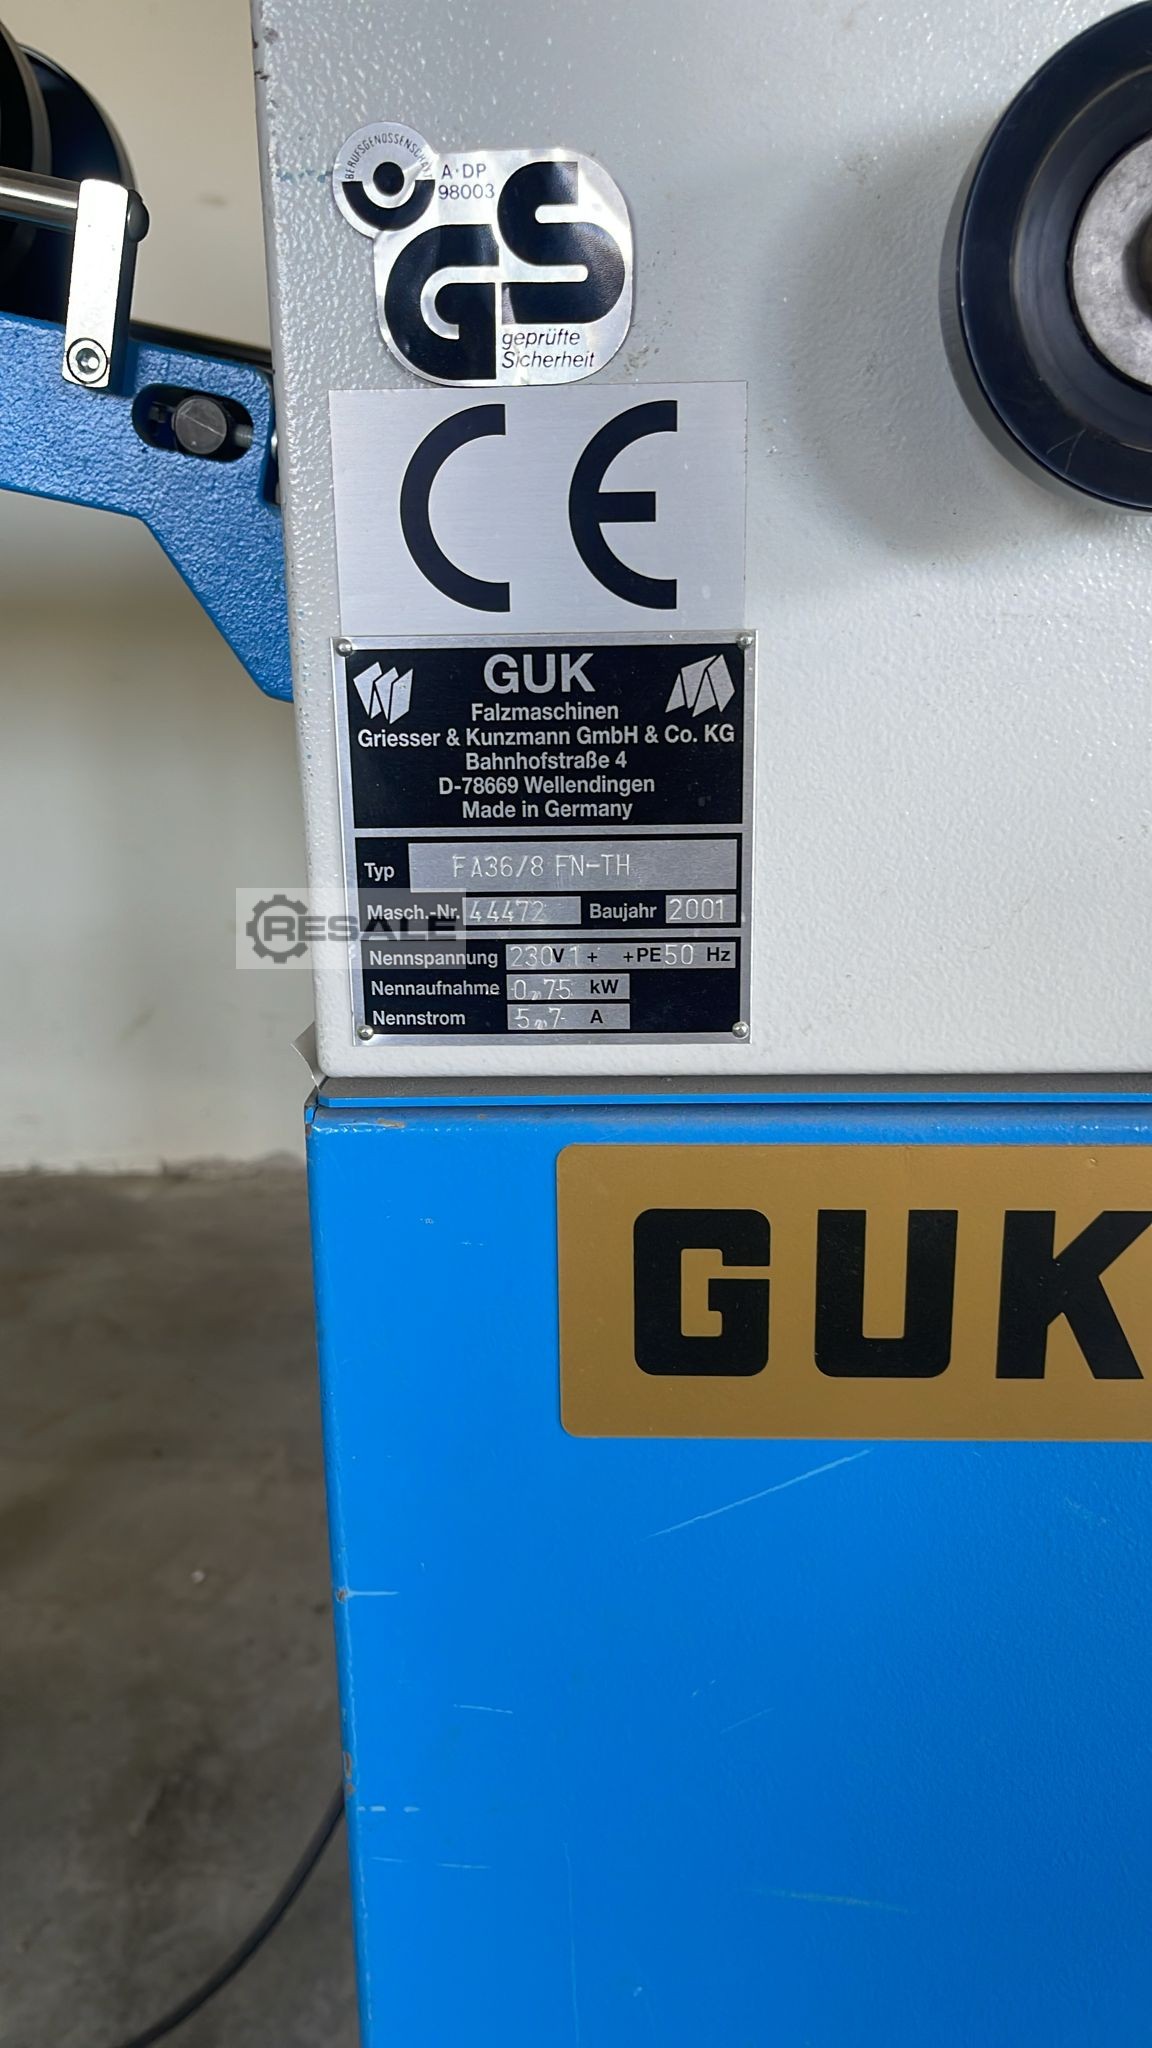 BERUFSGENOSSENSCHAFT
A·DP
98003
GS
geprüfte
Sicherheit
CE
GUK
Falzmaschinen
Griesser & Kunzmann GmbH & Co. KG
Bahnhofstraße 4
D-78669 Wellendingen
Made in Germany
Typ FA36/8 FN-TH
Masch.-Nr. 44472 Baujahr 2001
RESALE
Nennspannung 230V 1+ +PE50 Hz
Nennaufnahme 0,75 kW
Nennstrom 5,7 A
GUK